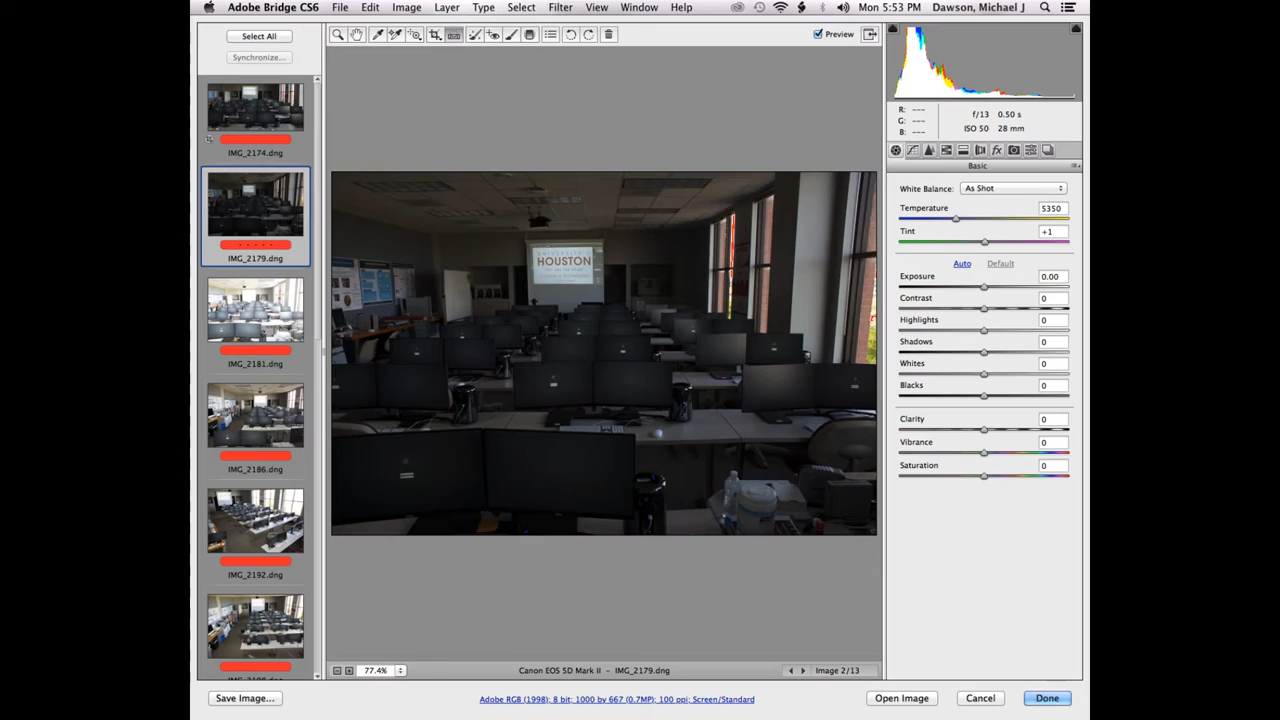 Adobe Bridge CS6 File Edit Image Layer Type Select Filter View Window Help Mon 5:53 PM Dawson, Michael J
Select All
Synchronize...
Preview
IMG_2174.dng
IMG_2179.dng
IMG_2181.dng
IMG_2186.dng
IMG_2192.dng
HOUSTON
R: ---
G: ---
B: ---
f/13 0.50 s
ISO 50 28 mm
Basic
White Balance: As Shot
Temperature 5350
Tint +1
Auto Default
Exposure 0.00
Contrast 0
Highlights 0
Shadows 0
Whites 0
Blacks 0
Clarity 0
Vibrance 0
Saturation 0
77.4% Canon EOS 5D Mark II - IMG_2179.dng Image 2/13
Save Image... Adobe RGB (1998); 8 bit; 1000 by 667 (0.7MP); 100 ppi; Screen/Standard Open Image Cancel Done